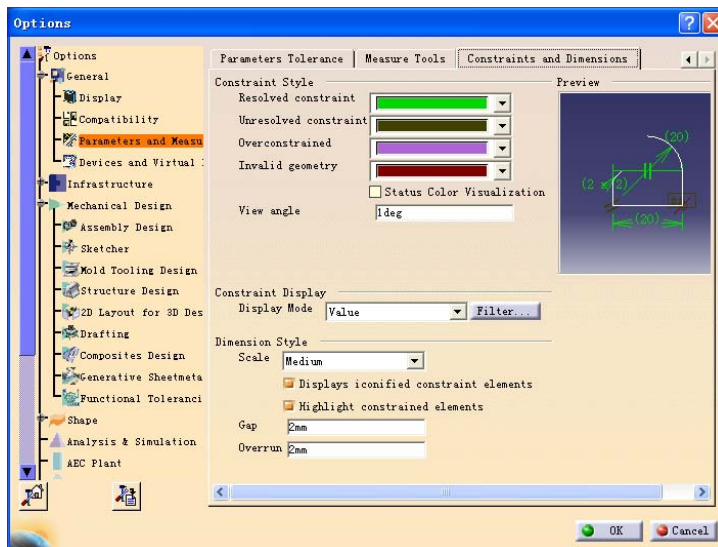 Options
Options
General
Display
Compatibility
Parameters and Measu
Devices and Virtual
Infrastructure
Mechanical Design
Assembly Design
Sketcher
Mold Tooling Design
Structure Design
2D Layout for 3D Des
Drafting
Composites Design
Generative Sheetmeta
Functional Toleranci
Shape
Analysis & Simulation
AEC Plant
Parameters Tolerance
Measure Tools
Constraints and Dimensions
Constraint Style
Preview
Resolved constraint
Unresolved constraint
Overconstrained
Invalid geometry
Status Color Visualization
View angle
1deg
(20)
(20)
Constraint Display
Display Mode
Value
Filter...
Dimension Style
Scale
Medium
Displays iconified constraint elements
Highlight constrained elements
Gap
2mm
Overrun
2mm
OK
Cancel